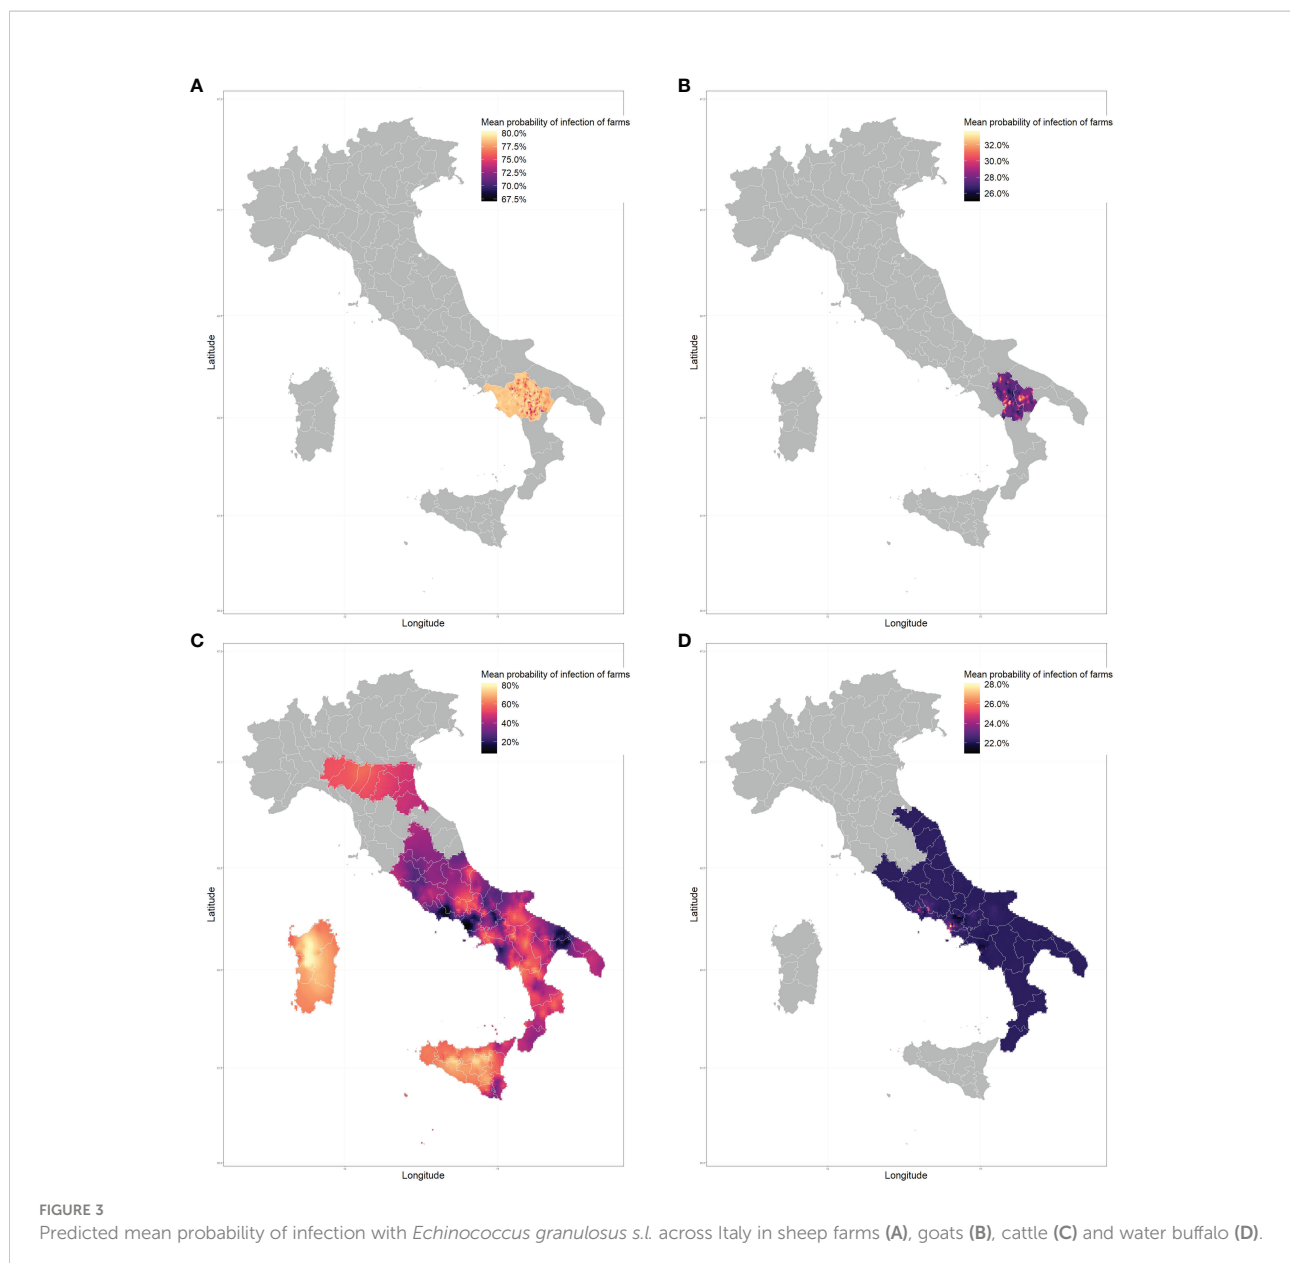 A
Mean probability of infection of farms
80.0%
77.5%
75.0%
72.5%
70.0%
67.5%
Latitude
Longitude
B
Mean probability of infection of farms
32.0%
30.0%
28.0%
26.0%
Latitude
Longitude
C
Mean probability of infection of farms
80%
60%
40%
20%
Latitude
Longitude
D
Mean probability of infection of farms
28.0%
26.0%
24.0%
22.0%
Latitude
Longitude
FIGURE 3
Predicted mean probability of infection with Echinococcus granulosus s.l. across Italy in sheep farms (A), goats (B), cattle (C) and water buffalo (D).